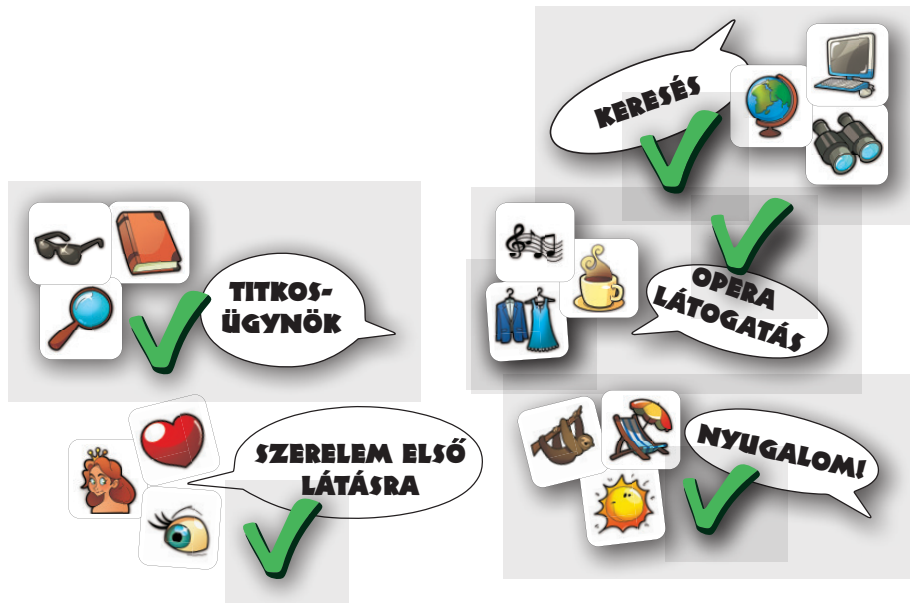 KERESÉS
TITKOS-
ÜGYNÖK
OPERA
LÁTOGATÁS
SZERELEM ELSŐ
LÁTÁSRA
NYUGALOM!